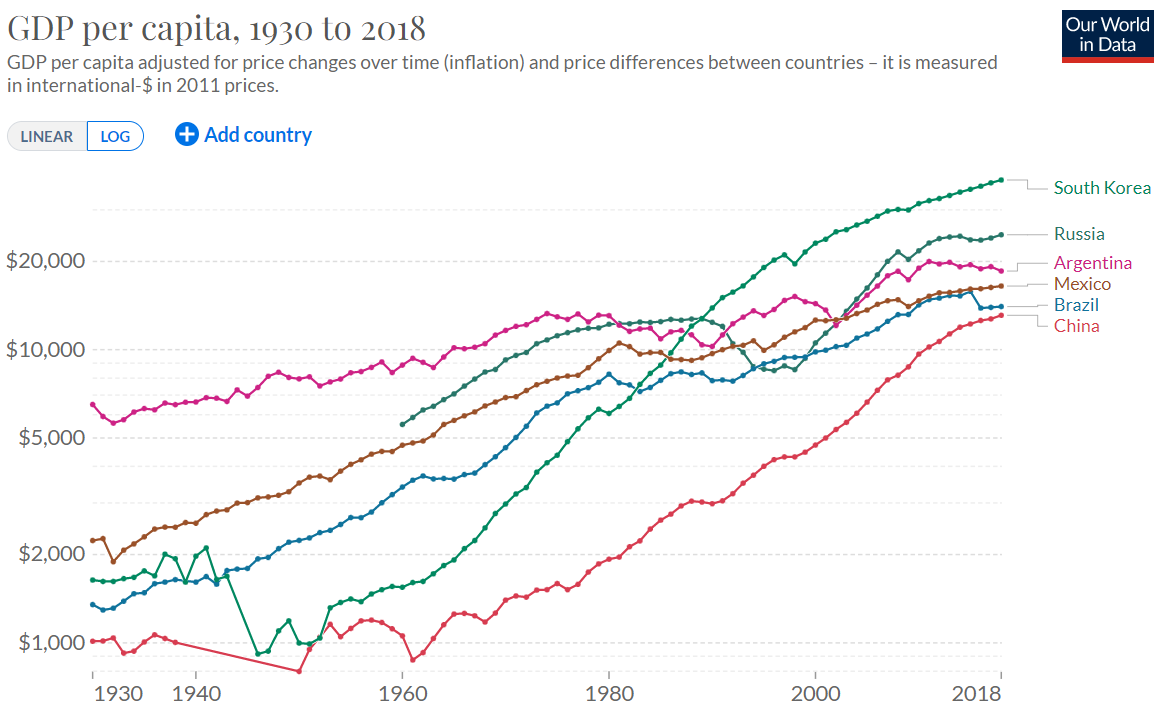 GDP per capita, 1930 to 2018
Our World
in Data
GDP per capita adjusted for price changes over time (inflation) and price differences between countries – it is measured
in international-$ in 2011 prices.
LINEAR
LOG
Add country
South Korea
Russia
Argentina
Mexico
Brazil
China
$20,000
$10,000
$5,000
$2,000
$1,000
1930
1940
1960
1980
2000
2018